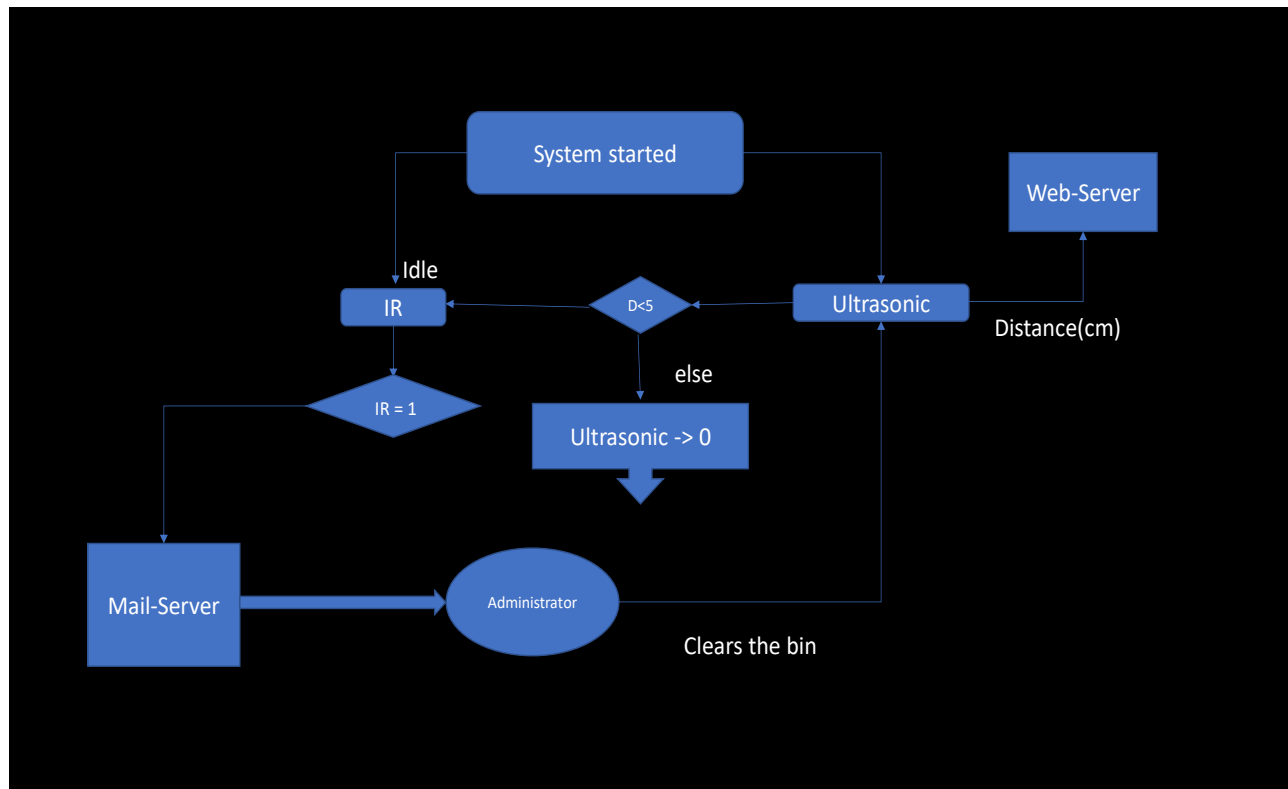 System started
Web-Server
Idle
IR
D<5
Ultrasonic
Distance(cm)
else
IR = 1
Ultrasonic -> 0
Mail-Server
Administrator
Clears the bin